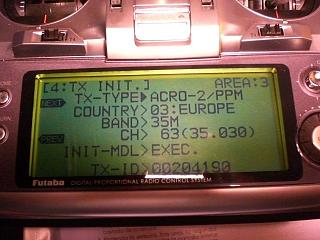 [4:TX INIT.] AREA:3
NEXT TX-TYPE▶ACRO-2/PPM
COUNTRY>03:EUROPE
BAND>35M
PREV CH> 63(35.030)
INIT-MDL>EXEC.
TX-ID>00204190
Futaba DIGITAL PROPORTIONAL RADIO CONTROL SYSTEM